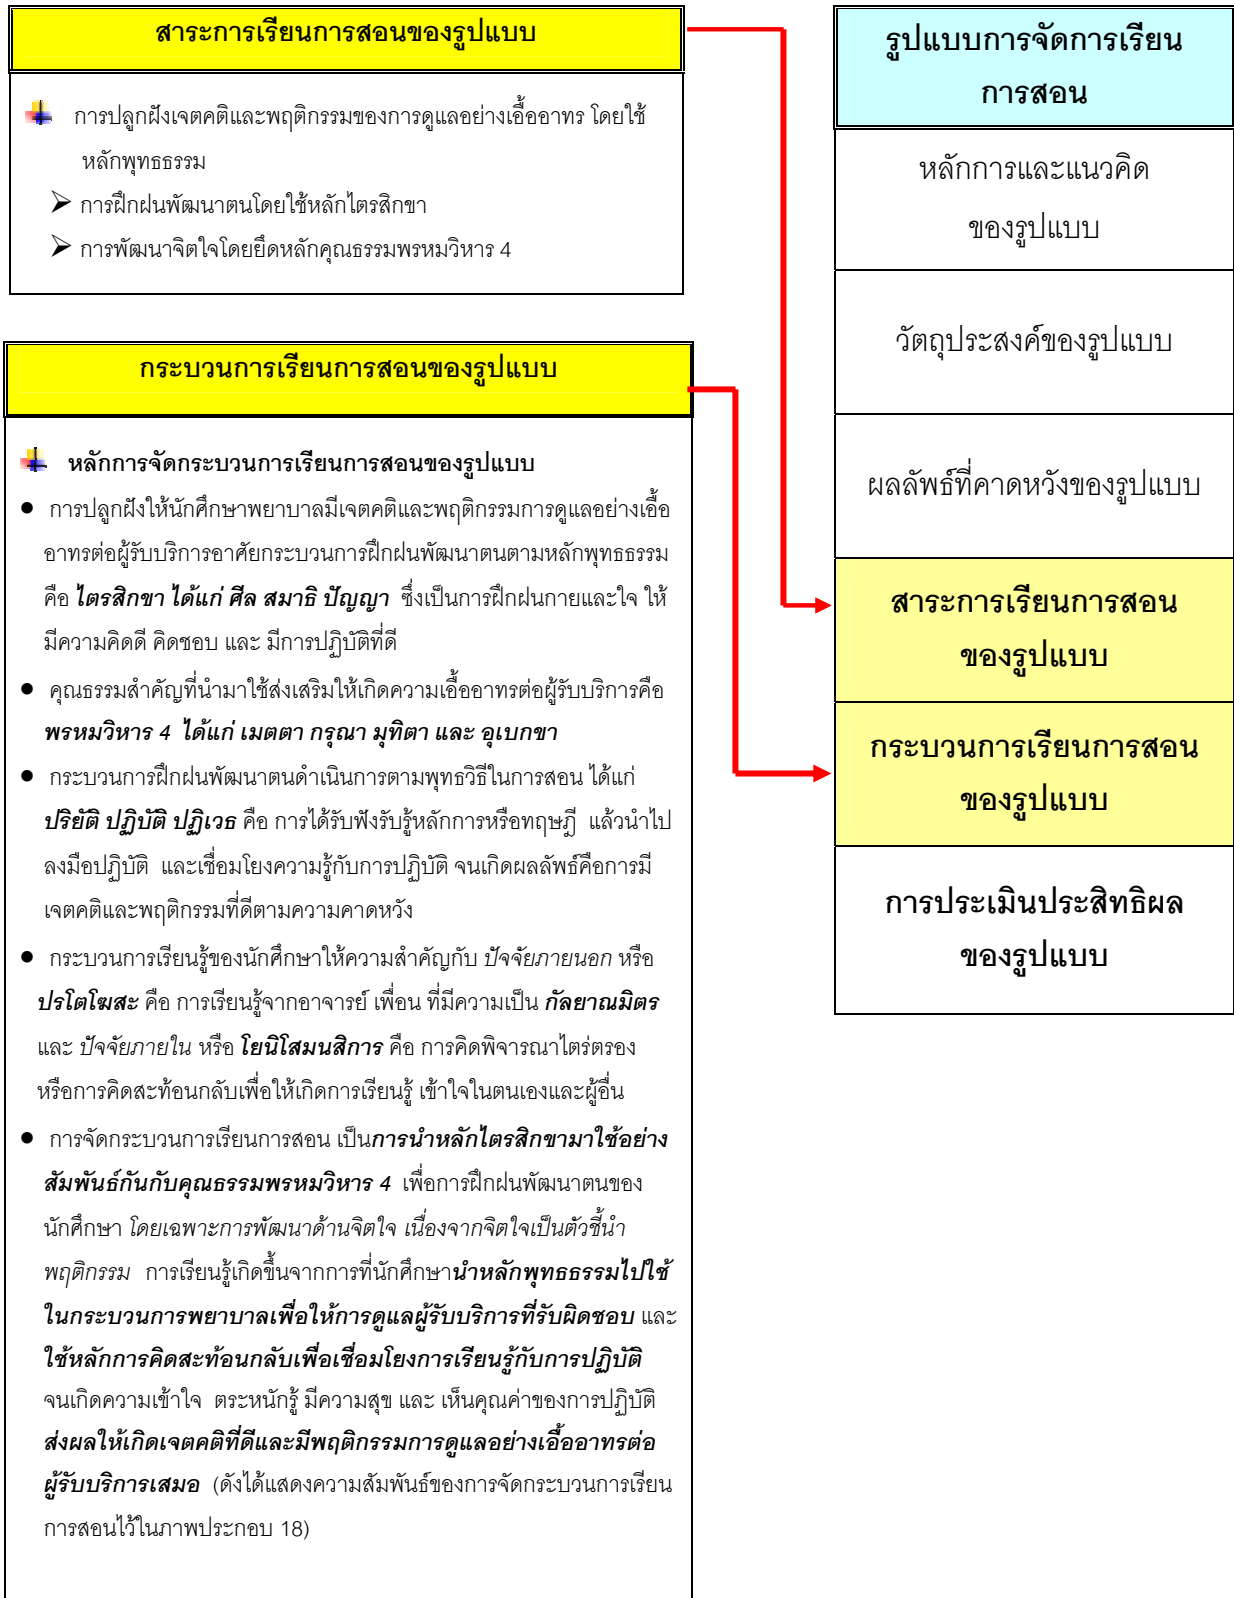 สาระการเรียนการสอนของรูปแบบ
การปลูกฝังเจตคติและพฤติกรรมของการดูแลอย่างเอื้ออาทร โดยใช้
หลักพุทธธรรม
➢ การฝึกฝนพัฒนาตนโดยใช้หลักไตรสิกขา
➢ การพัฒนาจิตใจโดยยึดหลักคุณธรรมพรหมวิหาร 4
กระบวนการเรียนการสอนของรูปแบบ
หลักการจัดกระบวนการเรียนการสอนของรูปแบบ
● การปลูกฝังให้นักศึกษาพยาบาลมีเจตคติและพฤติกรรมการดูแลอย่างเอื้อ
อาทรต่อผู้รับบริการอาศัยกระบวนการฝึกฝนพัฒนาตนตามหลักพุทธธรรม
คือ ไตรสิกขา ได้แก่ ศีล สมาธิ ปัญญา ซึ่งเป็นการฝึกฝนกายและใจ ให้
มีความคิดดี คิดชอบ และ มีการปฏิบัติที่ดี
● คุณธรรมสำคัญที่นำมาใช้ส่งเสริมให้เกิดความเอื้ออาทรต่อผู้รับบริการคือ
พรหมวิหาร 4 ได้แก่ เมตตา กรุณา มุทิตา และ อุเบกขา
● กระบวนการฝึกฝนพัฒนาตนดำเนินการตามพุทธวิธีในการสอน ได้แก่
ปริยัติ ปฏิบัติ ปฏิเวธ คือ การได้รับฟังรับรู้หลักการหรือทฤษฎี แล้วนำไป
ลงมือปฏิบัติ และเชื่อมโยงความรู้กับการปฏิบัติ จนเกิดผลลัพธ์คือการมี
เจตคติและพฤติกรรมที่ดีตามความคาดหวัง
● กระบวนการเรียนรู้ของนักศึกษาให้ความสำคัญกับ ปัจจัยภายนอก หรือ
ปรโตโฆสะ คือ การเรียนรู้จากอาจารย์ เพื่อน ที่มีความเป็น กัลยาณมิตร
และ ปัจจัยภายใน หรือ โยนิโสมนสิการ คือ การคิดพิจารณาไตร่ตรอง
หรือการคิดสะท้อนกลับเพื่อให้เกิดการเรียนรู้ เข้าใจในตนเองและผู้อื่น
● การจัดกระบวนการเรียนการสอน เป็นการนำหลักไตรสิกขามาใช้อย่าง
สัมพันธ์กันกับคุณธรรมพรหมวิหาร 4 เพื่อการฝึกฝนพัฒนาตนของ
นักศึกษา โดยเฉพาะการพัฒนาด้านจิตใจ เนื่องจากจิตใจเป็นตัวชี้นำ
พฤติกรรม การเรียนรู้เกิดขึ้นจากการที่นักศึกษานำหลักพุทธธรรมไปใช้
ในกระบวนการพยาบาลเพื่อให้การดูแลผู้รับบริการที่รับผิดชอบ และ
ใช้หลักการคิดสะท้อนกลับเพื่อเชื่อมโยงการเรียนรู้กับการปฏิบัติ
จนเกิดความเข้าใจ ตระหนักรู้ มีความสุข และ เห็นคุณค่าของการปฏิบัติ
ส่งผลให้เกิดเจตคติที่ดีและมีพฤติกรรมการดูแลอย่างเอื้ออาทรต่อ
ผู้รับบริการเสมอ (ดังได้แสดงความสัมพันธ์ของการจัดกระบวนการเรียน
การสอนไว้ในภาพประกอบ 18)
รูปแบบการจัดการเรียน
การสอน
หลักการและแนวคิด
ของรูปแบบ
วัตถุประสงค์ของรูปแบบ
ผลลัพธ์ที่คาดหวังของรูปแบบ
สาระการเรียนการสอน
ของรูปแบบ
กระบวนการเรียนการสอน
ของรูปแบบ
การประเมินประสิทธิผล
ของรูปแบบ